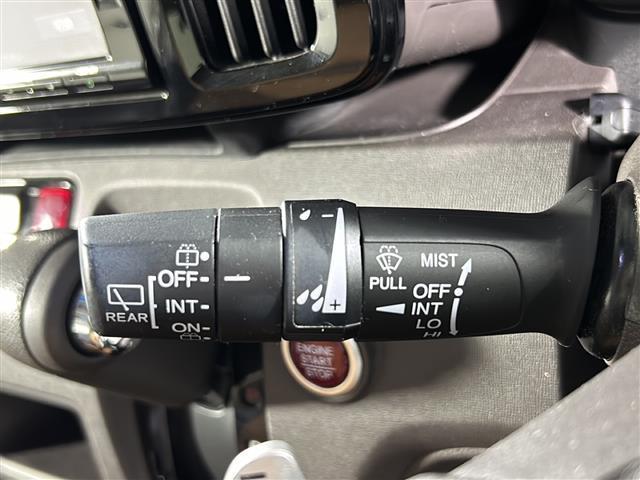 OFF
INT
ON
REAR
−
+
PULL
MIST
OFF
INT
LO
HI
ENGINE
START
STOP